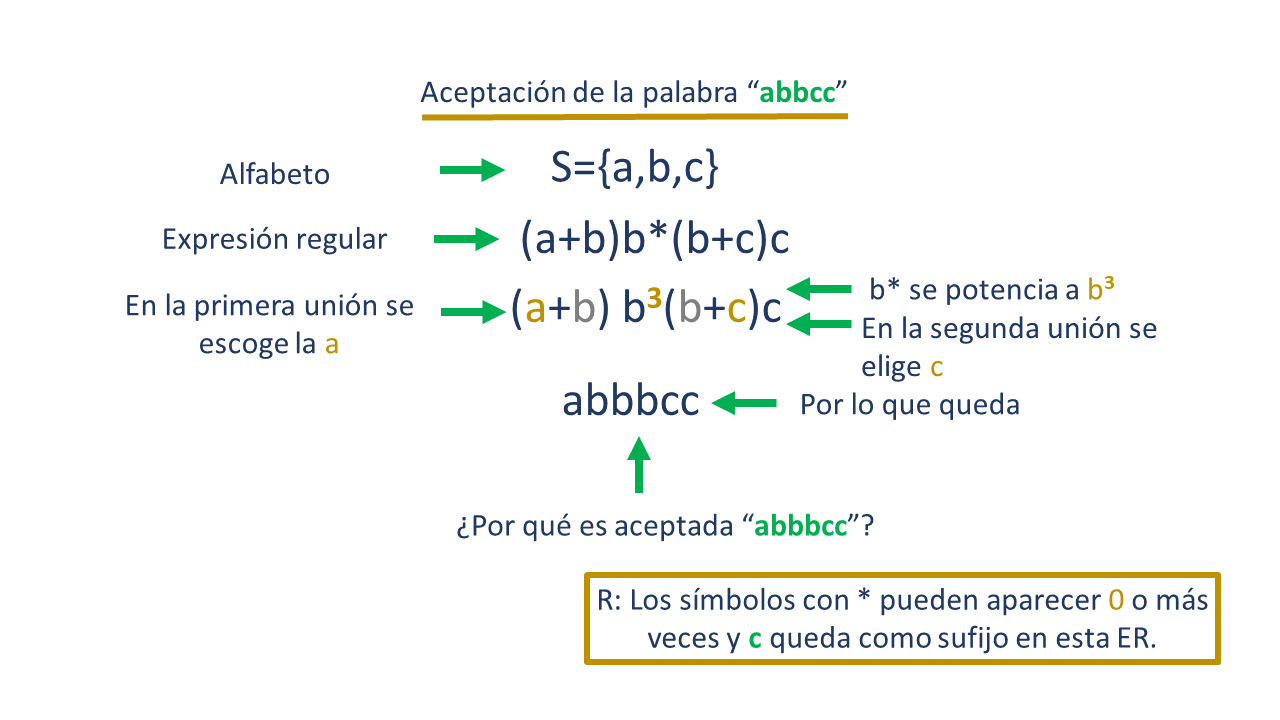 Aceptación de la palabra “abbcc”
Alfabeto
S={a,b,c}
Expresión regular
(a+b)b*(b+c)c
En la primera unión se
escoge la a
(a+b) b³(b+c)c
b* se potencia a b³
En la segunda unión se
elige c
abbbcc
Por lo que queda
¿Por qué es aceptada “abbbcc”?
R: Los símbolos con * pueden aparecer 0 o más
veces y c queda como sufijo en esta ER.